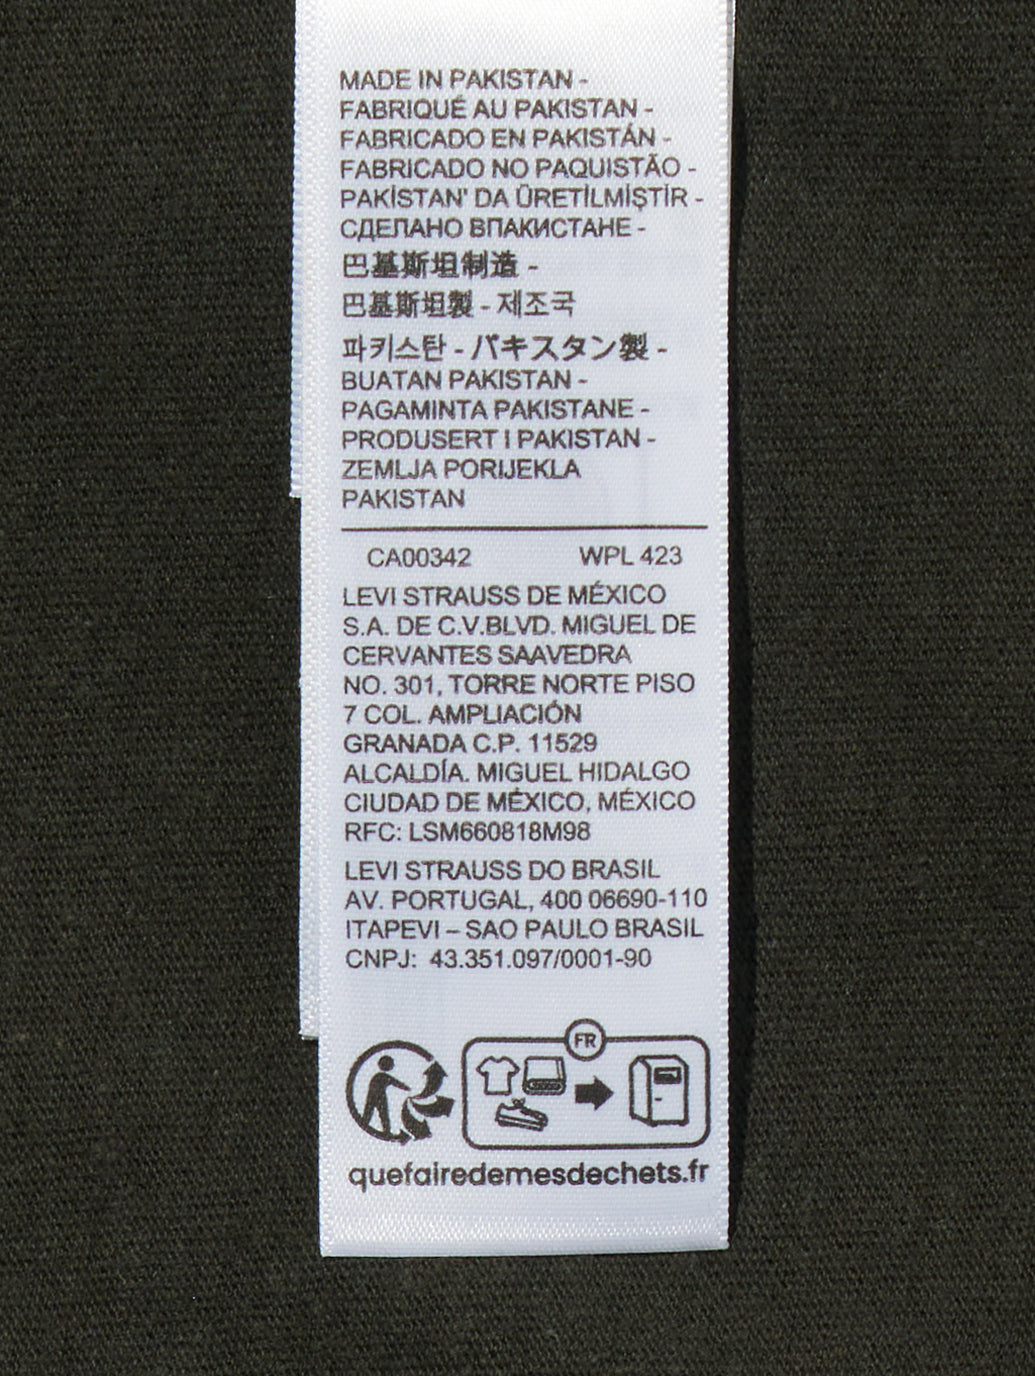 MADE IN PAKISTAN -
FABRIQUÉ AU PAKISTAN -
FABRICADO EN PAKISTÁN -
FABRICADO NO PAQUISTÃO -
PAKİSTAN' DA ÜRETİLMİŞTİR -
СДЕЛАНО ВПАКИСТАНЕ -
巴基斯坦制造 -
巴基斯坦製 - 제조국
파키스탄 - パキスタン製 -
BUATAN PAKISTAN -
PAGAMINTA PAKISTANE -
PRODUSERT I PAKISTAN -
ZEMLJA PORIJEKLA
PAKISTAN
CA00342 WPL 423
LEVI STRAUSS DE MÉXICO
S.A. DE C.V.BLVD. MIGUEL DE
CERVANTES SAAVEDRA
NO. 301, TORRE NORTE PISO
7 COL. AMPLIACIÓN
GRANADA C.P. 11529
ALCALDÍA. MIGUEL HIDALGO
CIUDAD DE MÉXICO, MÉXICO
RFC: LSM660818M98
LEVI STRAUSS DO BRASIL
AV. PORTUGAL, 400 06690-110
ITAPEVI – SAO PAULO BRASIL
CNPJ: 43.351.097/0001-90
FR
quefairedemesdechets.fr